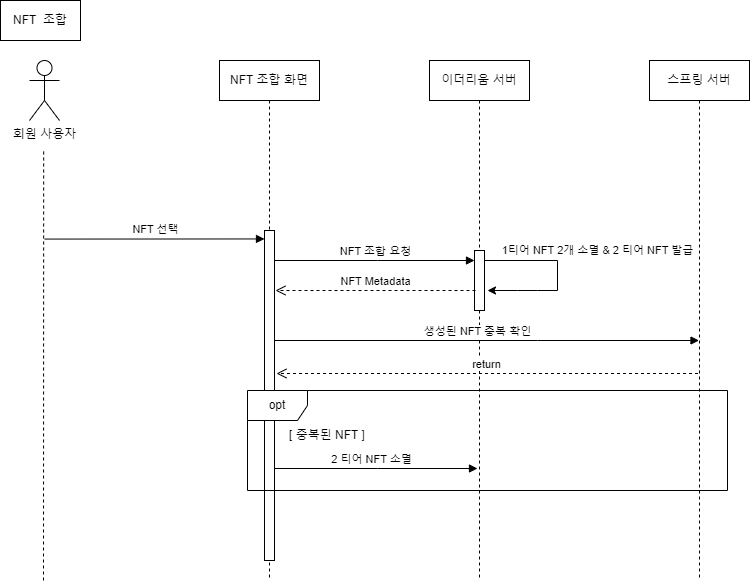 NFT 조합
회원 사용자
NFT 조합 화면
이더리움 서버
스프링 서버
NFT 선택
NFT 조합 요청
1티어 NFT 2개 소멸 & 2 티어 NFT 발급
NFT Metadata
생성된 NFT 중복 확인
return
opt
[ 중복된 NFT ]
2 티어 NFT 소멸